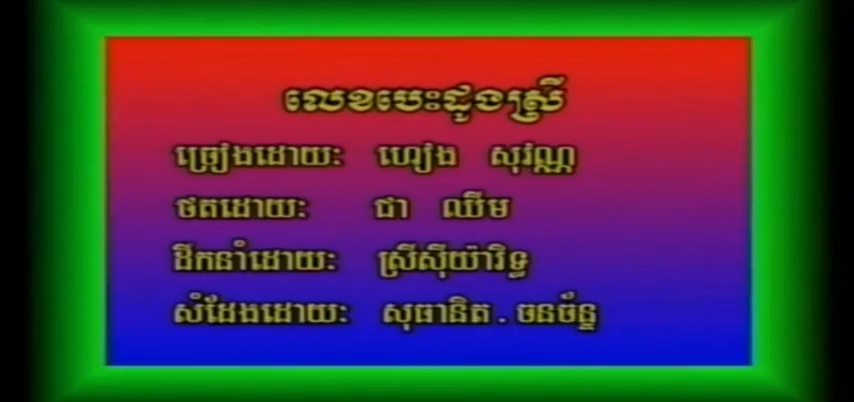 លេខបេះដូងស្រី
ច្រៀងដោយ: ហៀង សុវណ្ណ
ថតដោយ: ជា ឈឹម
ដឹកនាំដោយ: ស្រីស៊ីយ៉ារិទ្ធ
សំដែងដោយ: សុធានិត . ចនច័ន្ទ